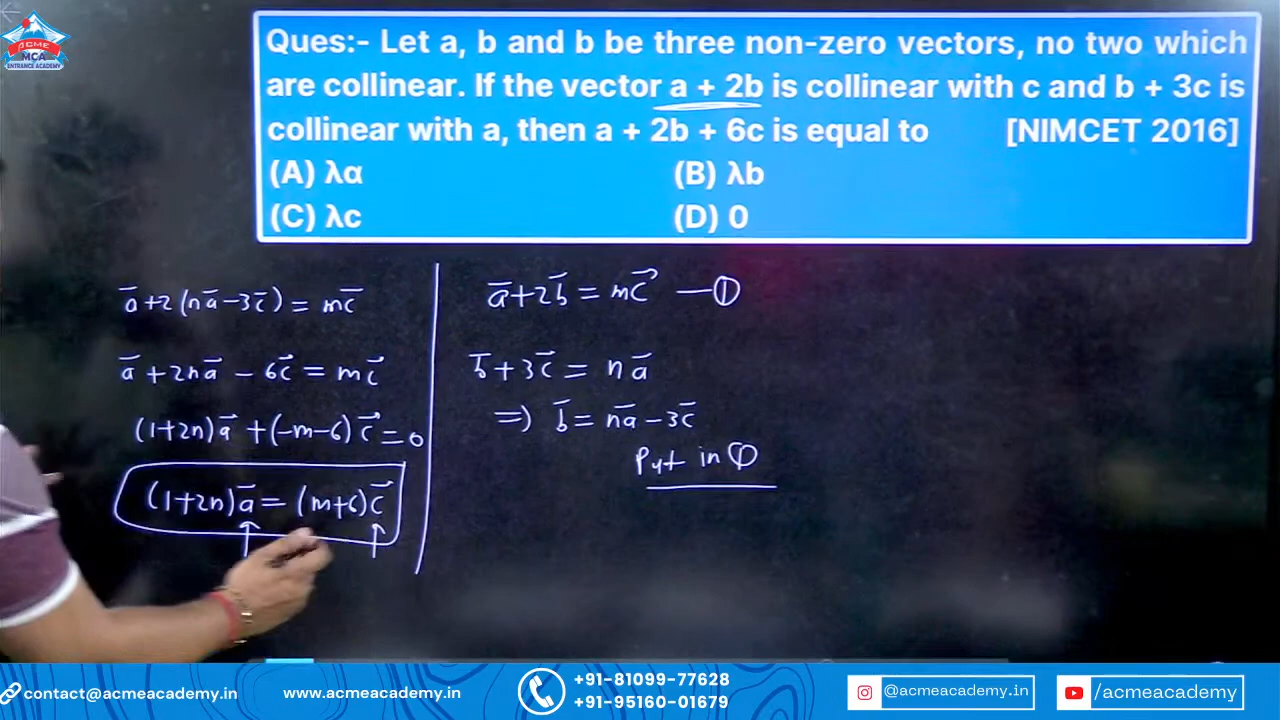 ACME
MCA
ENTRANCE ACADEMY
Ques:- Let a, b and b be three non-zero vectors, no two which
are collinear. If the vector a + 2b is collinear with c and b + 3c is
collinear with a, then a + 2b + 6c is equal to [NIMCET 2016]
(A) λα (B) λb
(C) λc (D) 0
a̅+2(na̅-3c̅) = mc̅
a̅+2na̅ - 6c̅ = mc̅
(1+2n)a̅ +(-m-6)c⃗ = 0
(1+2n)a̅ = (m+6)c⃗
a̅+2b̅ = mc⃗ —①
b̅+3c̅ = na̅
=) b̅ = na̅-3c̅
Put in ①
contact@acmeacademy.in www.acmeacademy.in +91-81099-77628
+91-95160-01679 @acmeacademy.in /acmeacademy